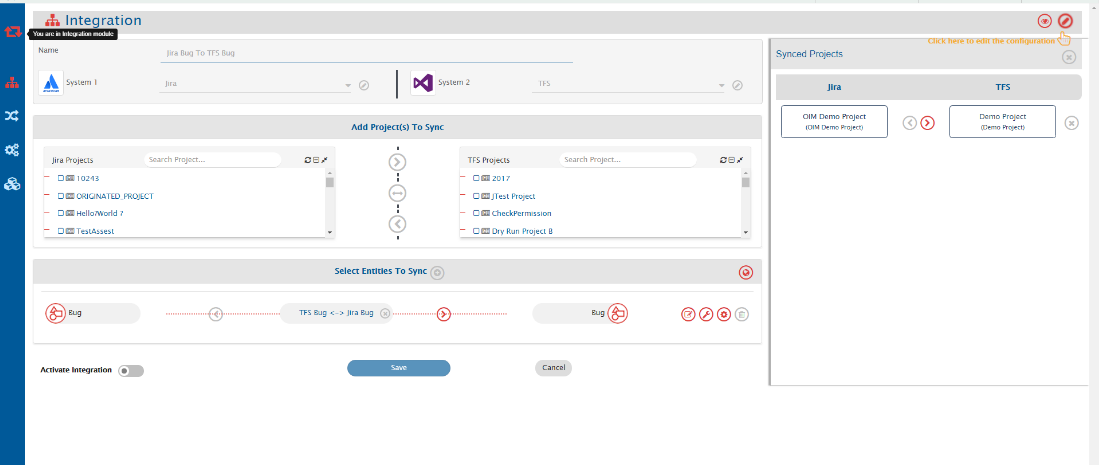 Integration
You are in Integration module
Click here to edit the configuration
Name
Jira Bug To TFS Bug
System 1
Jira
System 2
TFS
Add Project(s) To Sync
Jira Projects
Search Project...
10243
ORIGINATED_PROJECT
Hello/World ?
TestAssest
TFS Projects
Search Project...
2017
JTest Project
CheckPermission
Dry Run Project B
Select Entities To Sync
Bug
TFS Bug <-> Jira Bug
Bug
Activate Integration
Save
Cancel
Synced Projects
Jira
TFS
OIM Demo Project
(OIM Demo Project)
Demo Project
(Demo Project)